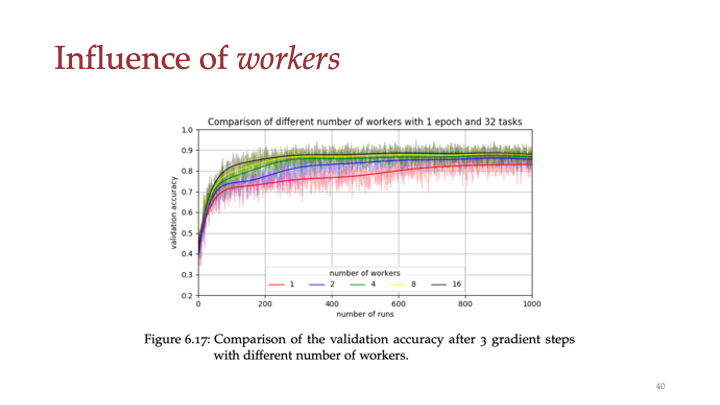 Influence of workers
Comparison of different number of workers with 1 epoch and 32 tasks
1.0
0.9
0.8
0.7
0.6
0.5
0.4
0.3
0.2
validation accuracy
number of workers
1 2 4 8 16
0 200 400 600 800 1000
number of runs
Figure 6.17: Comparison of the validation accuracy after 3 gradient steps
with different number of workers.
40